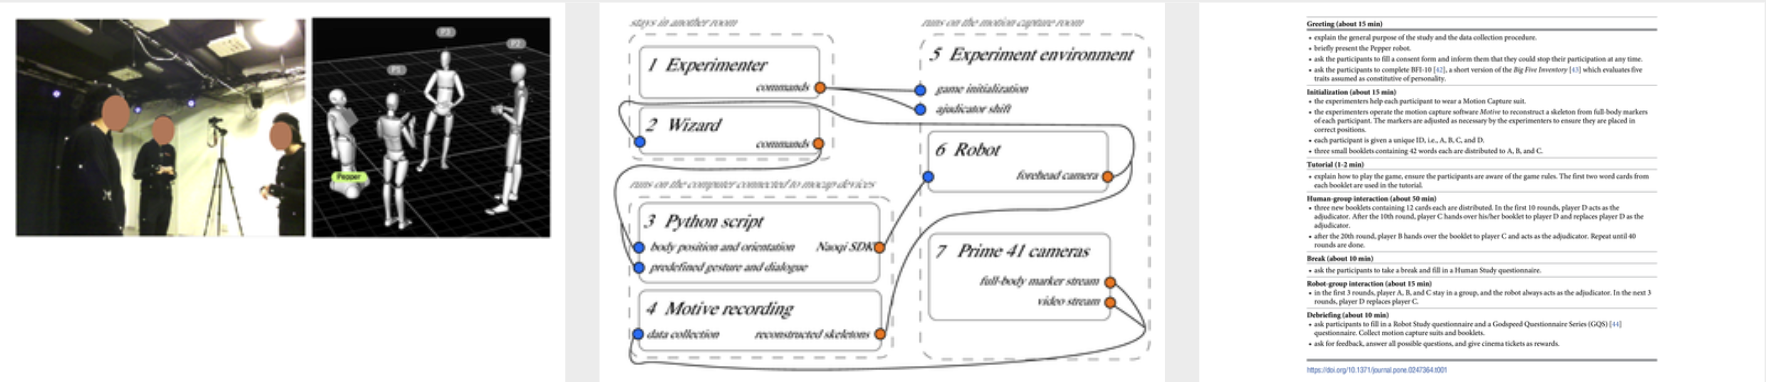 P3
P2
P1
Pepper
stays in another room
1 Experimenter
commands
2 Wizard
commands
runs on the computer connected to mocap devices
3 Python script
body position and orientation
Naoqi SDK
predefined gesture and dialogue
4 Motive recording
data collection
reconstructed skeletons
runs on the motion capture room
5 Experiment environment
game initialization
ajudicator shift
6 Robot
forehead camera
7 Prime 41 cameras
full-body marker stream
video stream
Greeting (about 15 min)
• explain the general purpose of the study and the data collection procedure.
• briefly present the Pepper robot.
• ask the participants to fill a consent form and inform them that they could stop their participation at any time.
• ask the participants to complete BFI-10 [42], a short version of the Big Five Inventory [43] which evaluates five
traits assumed as constitutive of personality.
Initialization (about 15 min)
• the experimenters help each participant to wear a Motion Capture suit.
• the experimenters operate the motion capture software Motive to reconstruct a skeleton from full-body markers
of each participant. The markers are adjusted as necessary by the experimenters to ensure they are placed in
correct positions.
• each participant is given a unique ID, i.e., A, B, C, and D.
• three small booklets containing 42 words each are distributed to A, B, and C.
Tutorial (1-2 min)
• explain how to play the game, ensure the participants are aware of the game rules. The first two word cards from
each booklet are used in the tutorial.
Human-group interaction (about 50 min)
• three new booklets containing 12 cards each are distributed. In the first 10 rounds, player D acts as the
adjudicator. After the 10th round, player C hands over his/her booklet to player D and replaces player D as the
adjudicator.
• after the 20th round, player B hands over the booklet to player C and acts as the adjudicator. Repeat until 40
rounds are done.
Break (about 10 min)
• ask the participants to take a break and fill in a Human Study questionnaire.
Robot-group interaction (about 15 min)
• in the first 3 rounds, player A, B, and C stay in a group, and the robot always acts as the adjudicator. In the next 3
rounds, player D replaces player C.
Debriefing (about 10 min)
• ask participants to fill in a Robot Study questionnaire and a Godspeed Questionnaire Series (GQS) [44]
questionnaire. Collect motion capture suits and booklets.
• ask for feedback, answer all possible questions, and give cinema tickets as rewards.
https://doi.org/10.1371/journal.pone.0247364.t001